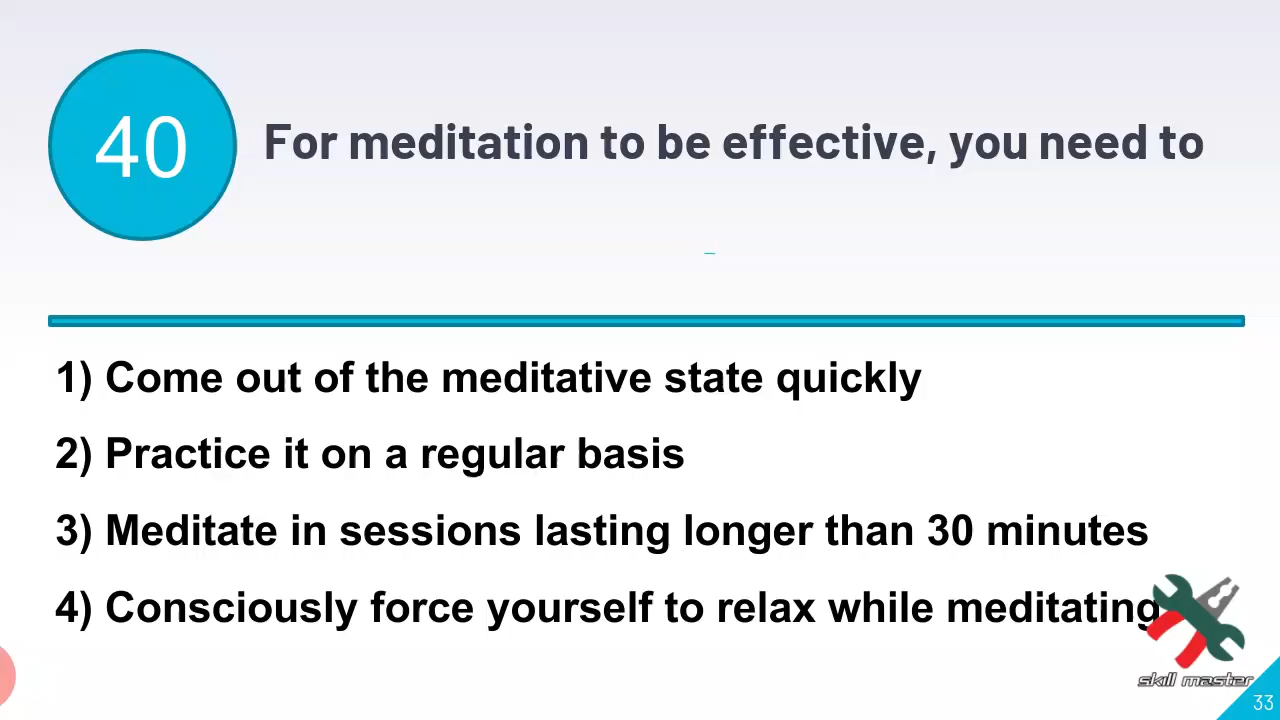 40
For meditation to be effective, you need to
1) Come out of the meditative state quickly
2) Practice it on a regular basis
3) Meditate in sessions lasting longer than 30 minutes
4) Consciously force yourself to relax while meditating
skill master
33